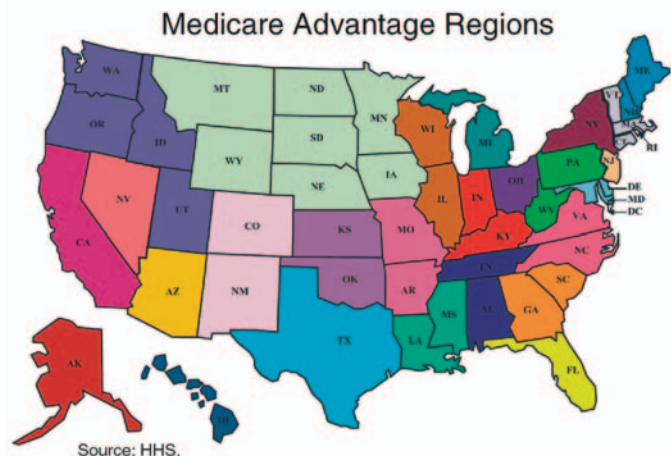 Medicare Advantage Regions
WA
MT
ND
MN
ME
VT
NH
OR
ID
SD
WI
MI
NY
MA
RI
WY
IA
PA
NJ
NE
OH
DE
MD
NV
UT
CO
IL
IN
WV
DC
CA
KS
MO
KY
VA
NC
AZ
NM
OK
AR
TN
SC
MS
AL
GA
TX
LA
AK
FL
HI
Source: HHS.